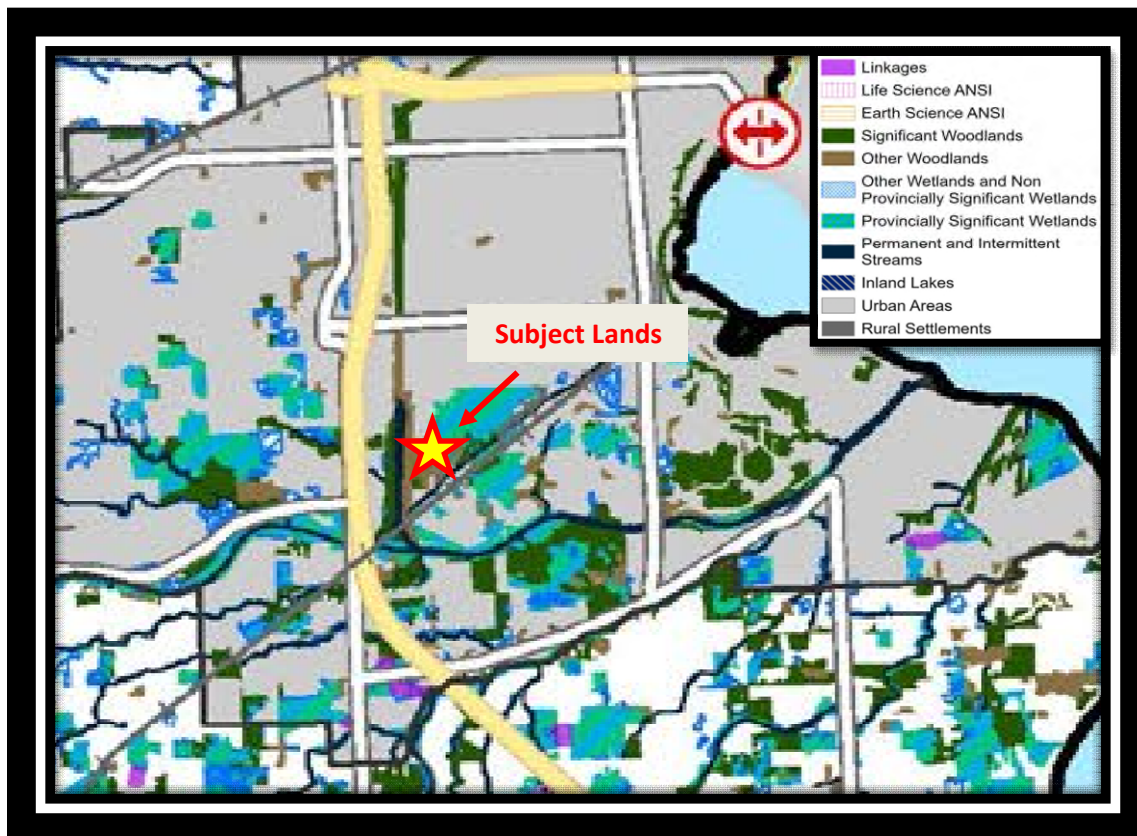 Linkages
Life Science ANSI
Earth Science ANSI
Significant Woodlands
Other Woodlands
Other Wetlands and Non
Provincially Significant Wetlands
Provincially Significant Wetlands
Permanent and Intermittent
Streams
Inland Lakes
Urban Areas
Rural Settlements
Subject Lands